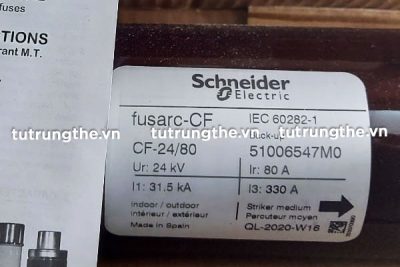 fuses
TIONS
rant M.T.
Schneider
Electric
fusarc-CF
IEC 60282-1
tutrungthe.vn tutrungthe.vn tutrungthe.vn
CF-24/80
51006547M0
Ur: 24 kV
Ir: 80 A
I1: 31.5 kA
I3: 330 A
indoor / outdoor
intérieur / extérieur
Striker medium
Percuteur moyen
Made in Spain
QL-2020-W16